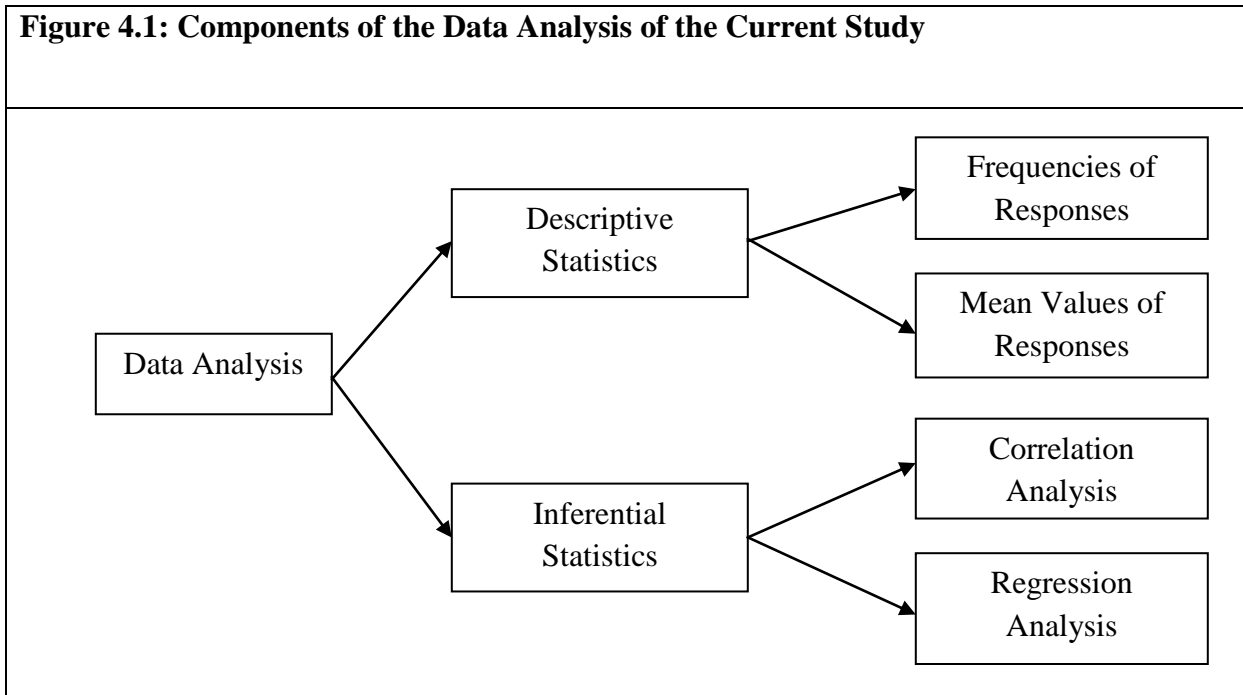 Figure 4.1: Components of the Data Analysis of the Current Study
Frequencies of
Responses
Descriptive
Statistics
Mean Values of
Responses
Data Analysis
Correlation
Analysis
Inferential
Statistics
Regression
Analysis